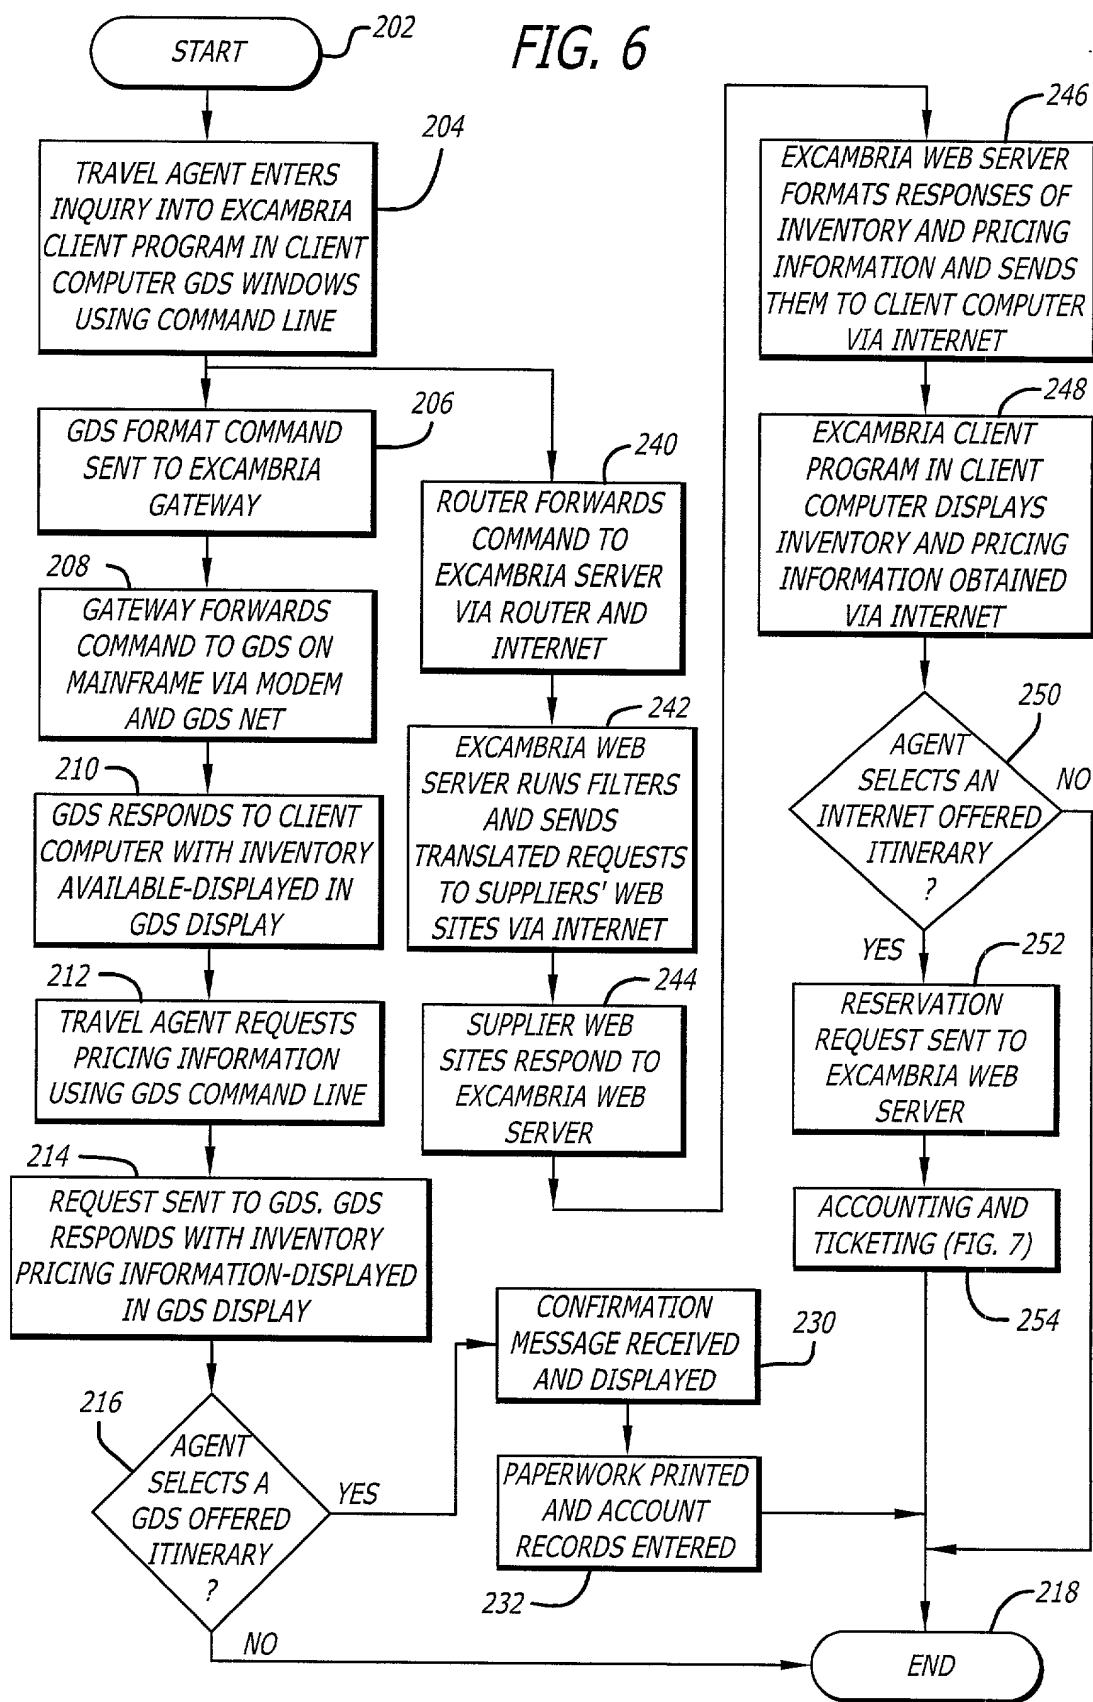 FIG. 6
START
202
204
TRAVEL AGENT ENTERS
INQUIRY INTO EXCAMBRIA
CLIENT PROGRAM IN CLIENT
COMPUTER GDS WINDOWS
USING COMMAND LINE
206
GDS FORMAT COMMAND
SENT TO EXCAMBRIA
GATEWAY
208
GATEWAY FORWARDS
COMMAND TO GDS ON
MAINFRAME VIA MODEM
AND GDS NET
210
GDS RESPONDS TO CLIENT
COMPUTER WITH INVENTORY
AVAILABLE-DISPLAYED IN
GDS DISPLAY
212
TRAVEL AGENT REQUESTS
PRICING INFORMATION
USING GDS COMMAND LINE
214
REQUEST SENT TO GDS. GDS
RESPONDS WITH INVENTORY
PRICING INFORMATION-DISPLAYED
IN GDS DISPLAY
216
AGENT
SELECTS A
GDS OFFERED
ITINERARY
?
YES
NO
230
CONFIRMATION
MESSAGE RECEIVED
AND DISPLAYED
PAPERWORK PRINTED
AND ACCOUNT
RECORDS ENTERED
232
240
ROUTER FORWARDS
COMMAND TO
EXCAMBRIA SERVER
VIA ROUTER AND
INTERNET
242
EXCAMBRIA WEB
SERVER RUNS FILTERS
AND SENDS
TRANSLATED REQUESTS
TO SUPPLIERS' WEB
SITES VIA INTERNET
244
SUPPLIER WEB
SITES RESPOND TO
EXCAMBRIA WEB
SERVER
246
EXCAMBRIA WEB SERVER
FORMATS RESPONSES OF
INVENTORY AND PRICING
INFORMATION AND SENDS
THEM TO CLIENT COMPUTER
VIA INTERNET
248
EXCAMBRIA CLIENT
PROGRAM IN CLIENT
COMPUTER DISPLAYS
INVENTORY AND PRICING
INFORMATION OBTAINED
VIA INTERNET
250
AGENT
SELECTS AN
INTERNET OFFERED
ITINERARY
?
NO
YES
252
RESERVATION
REQUEST SENT TO
EXCAMBRIA WEB
SERVER
ACCOUNTING AND
TICKETING (FIG. 7)
254
218
END